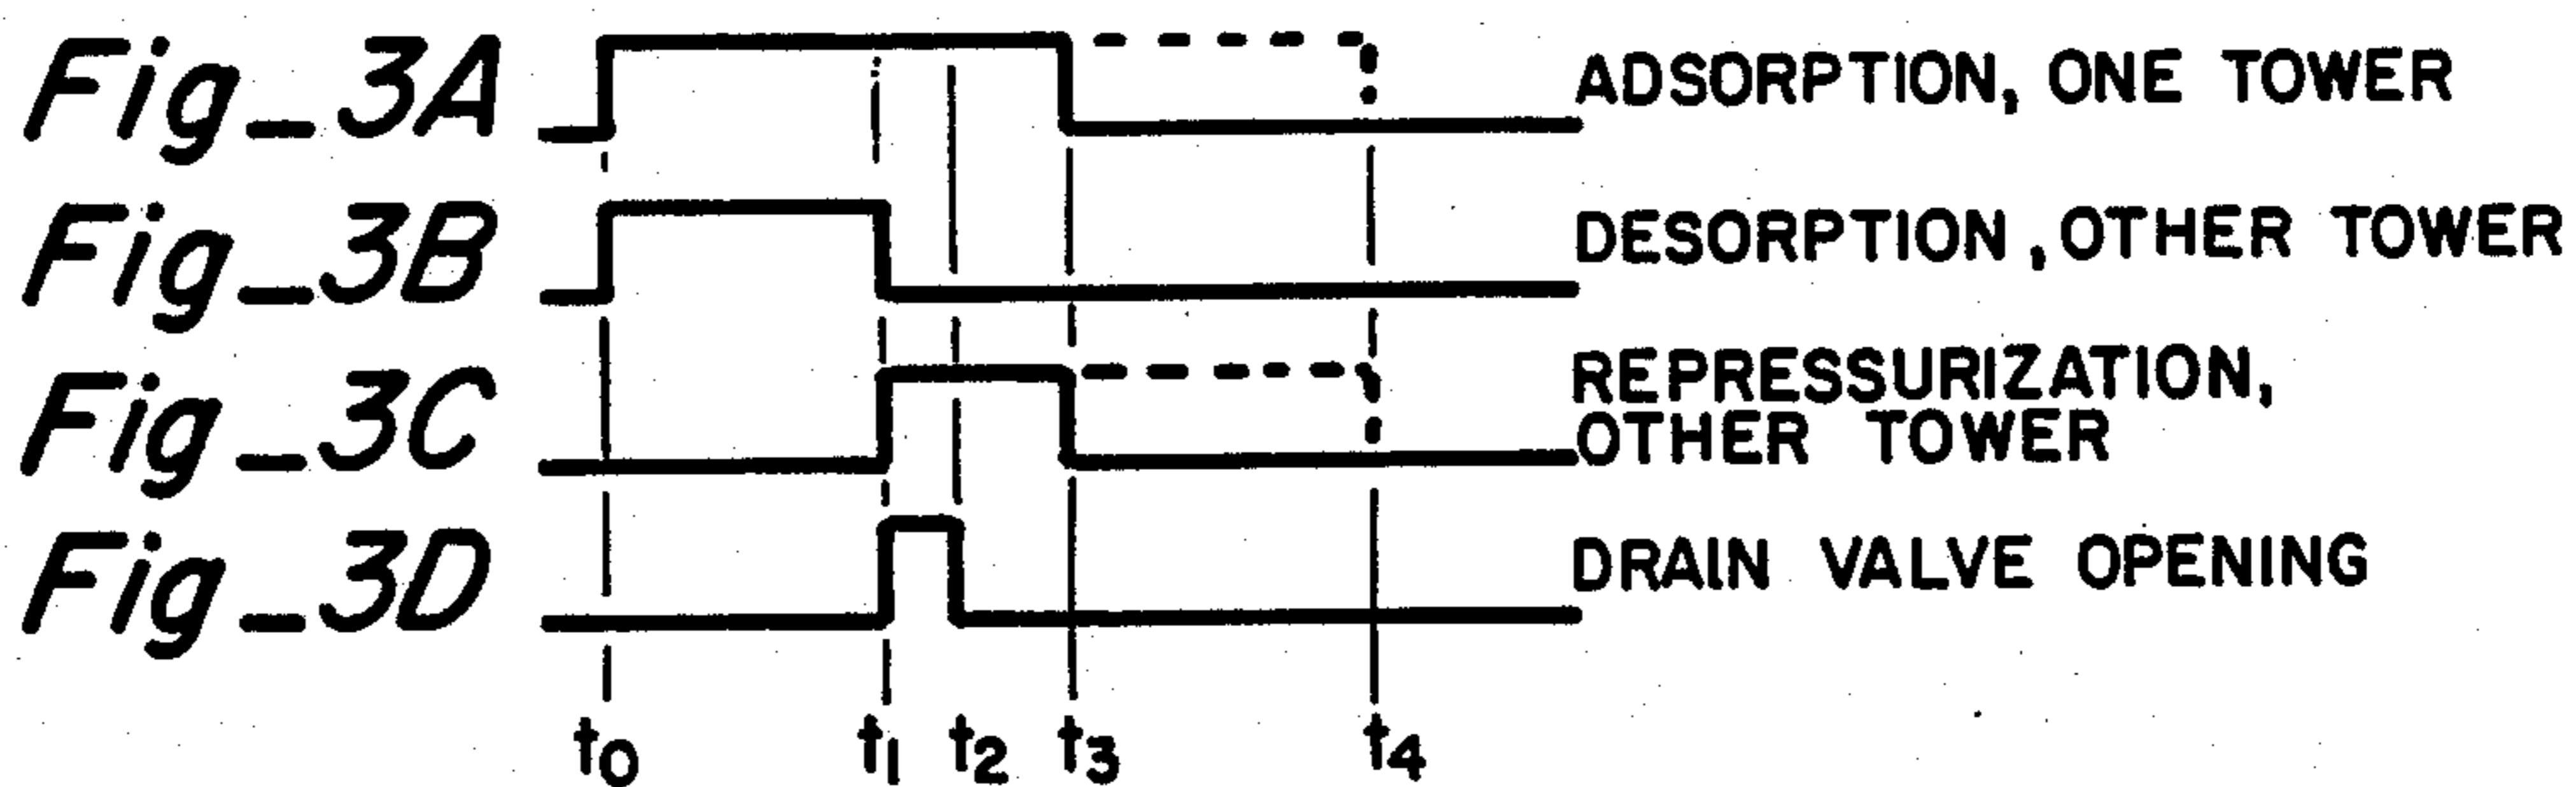 Fig_3A ADSORPTION, ONE TOWER
Fig_3B DESORPTION, OTHER TOWER
Fig_3C REPRESSURIZATION,
OTHER TOWER
Fig_3D DRAIN VALVE OPENING
t0 t1 t2 t3 t4